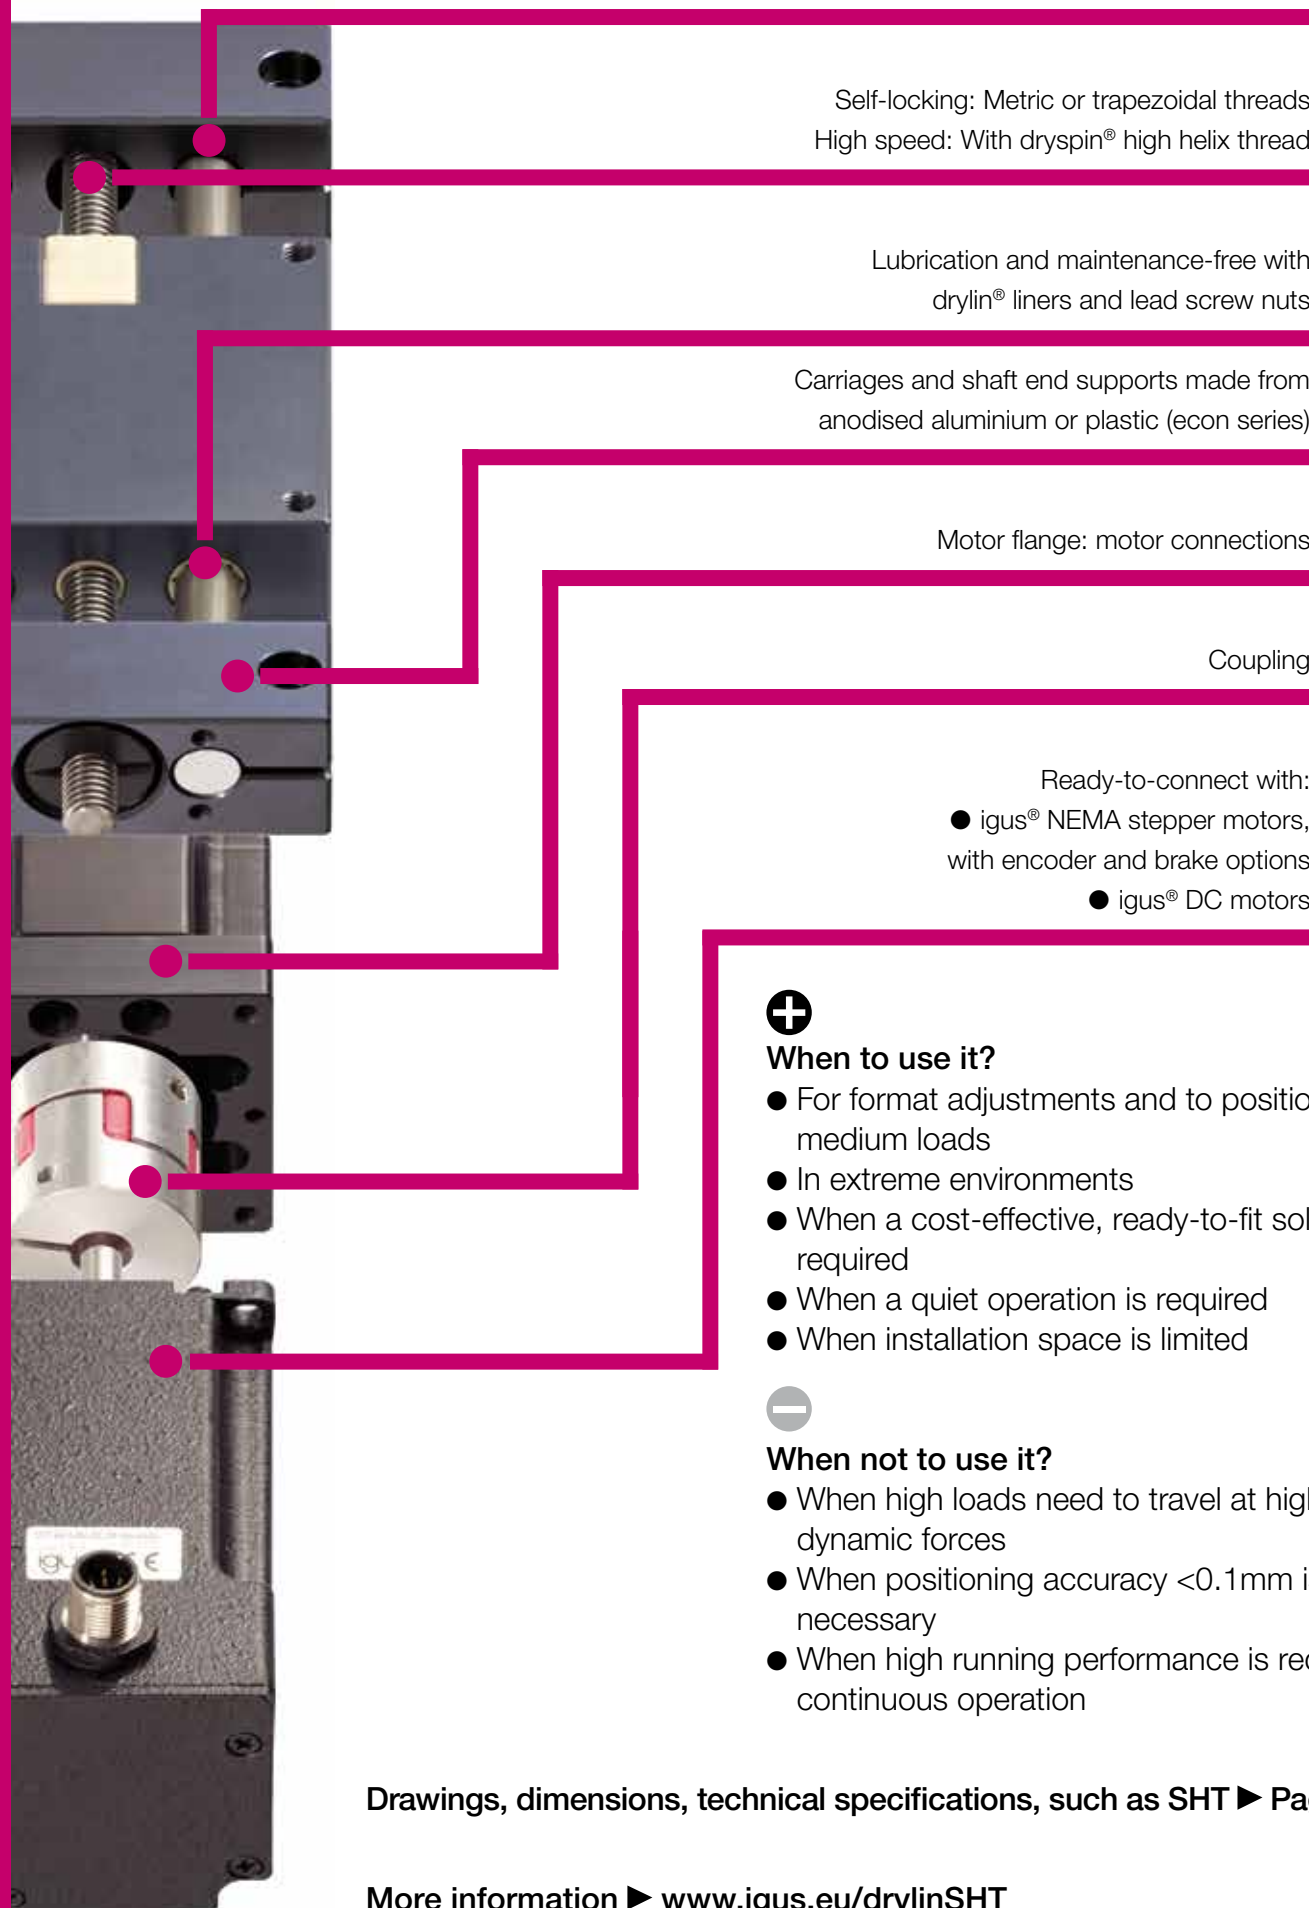 Self-locking: Metric or trapezoidal threads
High speed: With dryspin® high helix thread
Lubrication and maintenance-free with
drylin® liners and lead screw nuts
Carriages and shaft end supports made from
anodised aluminium or plastic (econ series)
Motor flange: motor connections
Coupling
Ready-to-connect with:
● igus® NEMA stepper motors,
with encoder and brake options
● igus® DC motors
When to use it?
● For format adjustments and to positio
medium loads
● In extreme environments
● When a cost-effective, ready-to-fit sol
required
● When a quiet operation is required
● When installation space is limited
When not to use it?
● When high loads need to travel at high
dynamic forces
● When positioning accuracy <0.1mm i
necessary
● When high running performance is rec
continuous operation
Drawings, dimensions, technical specifications, such as SHT ► Pa
More information ► www.igus.eu/drylinSHT